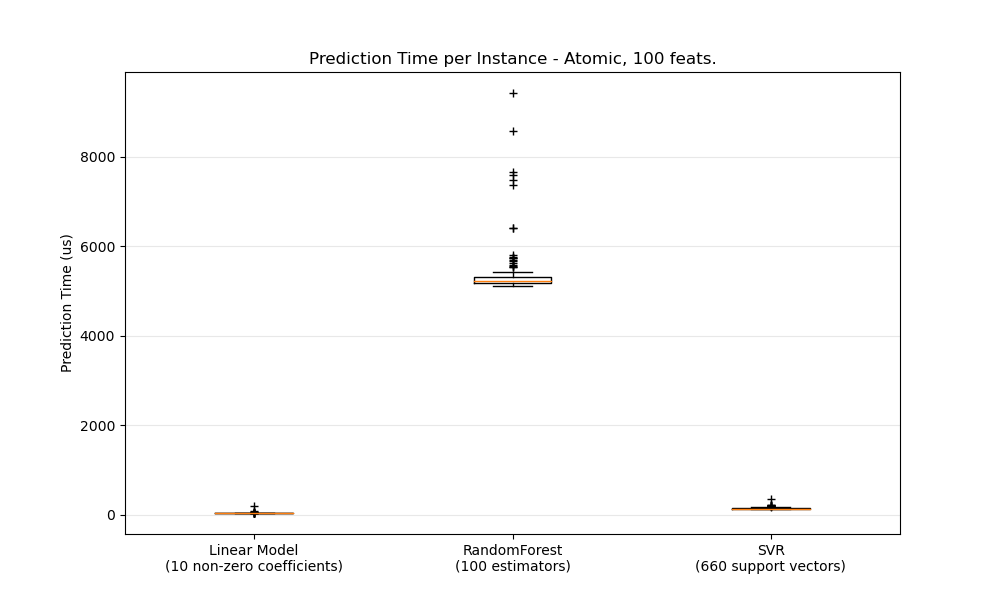 Prediction Time per Instance - Atomic, 100 feats.
Prediction Time (us)
8000
6000
4000
2000
0
Linear Model
(10 non-zero coefficients)
RandomForest
(100 estimators)
SVR
(660 support vectors)